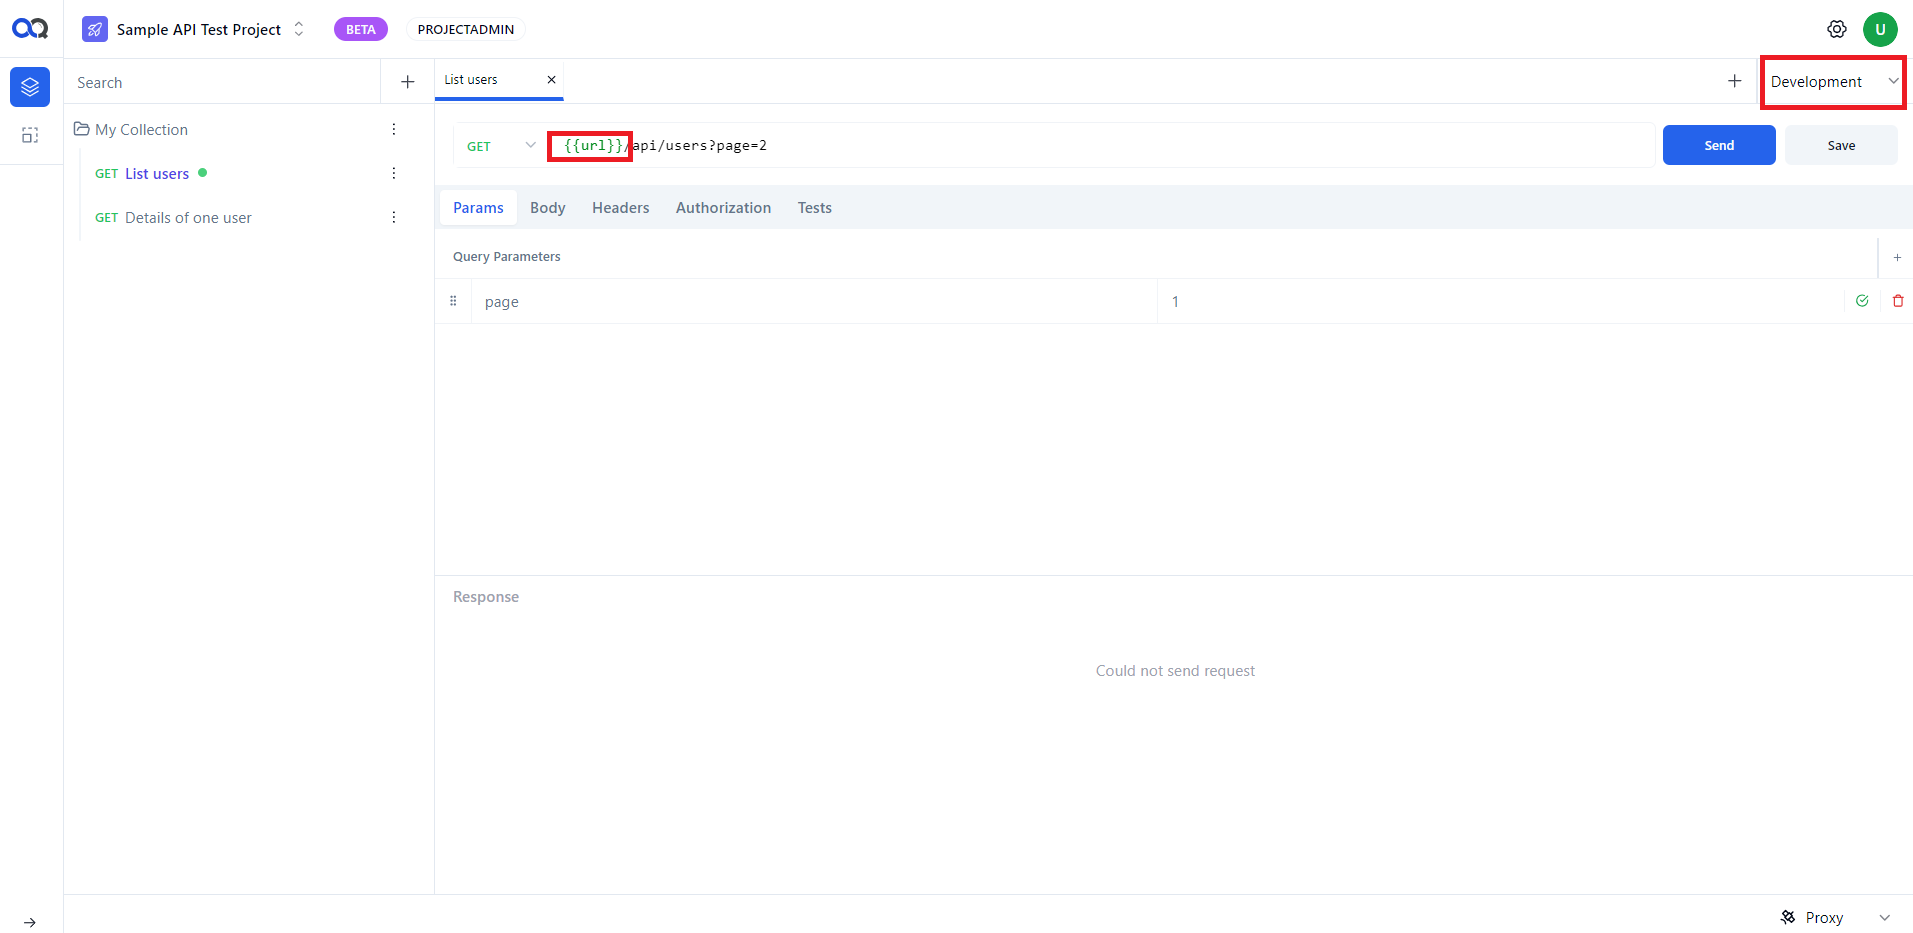 Sample API Test Project
BETA
PROJECTADMIN
U
Search
List users
Development
My Collection
GET
{{url}}/api/users?page=2
Send
Save
GET List users
GET Details of one user
Params
Body
Headers
Authorization
Tests
Query Parameters
page
1
Response
Could not send request
Proxy